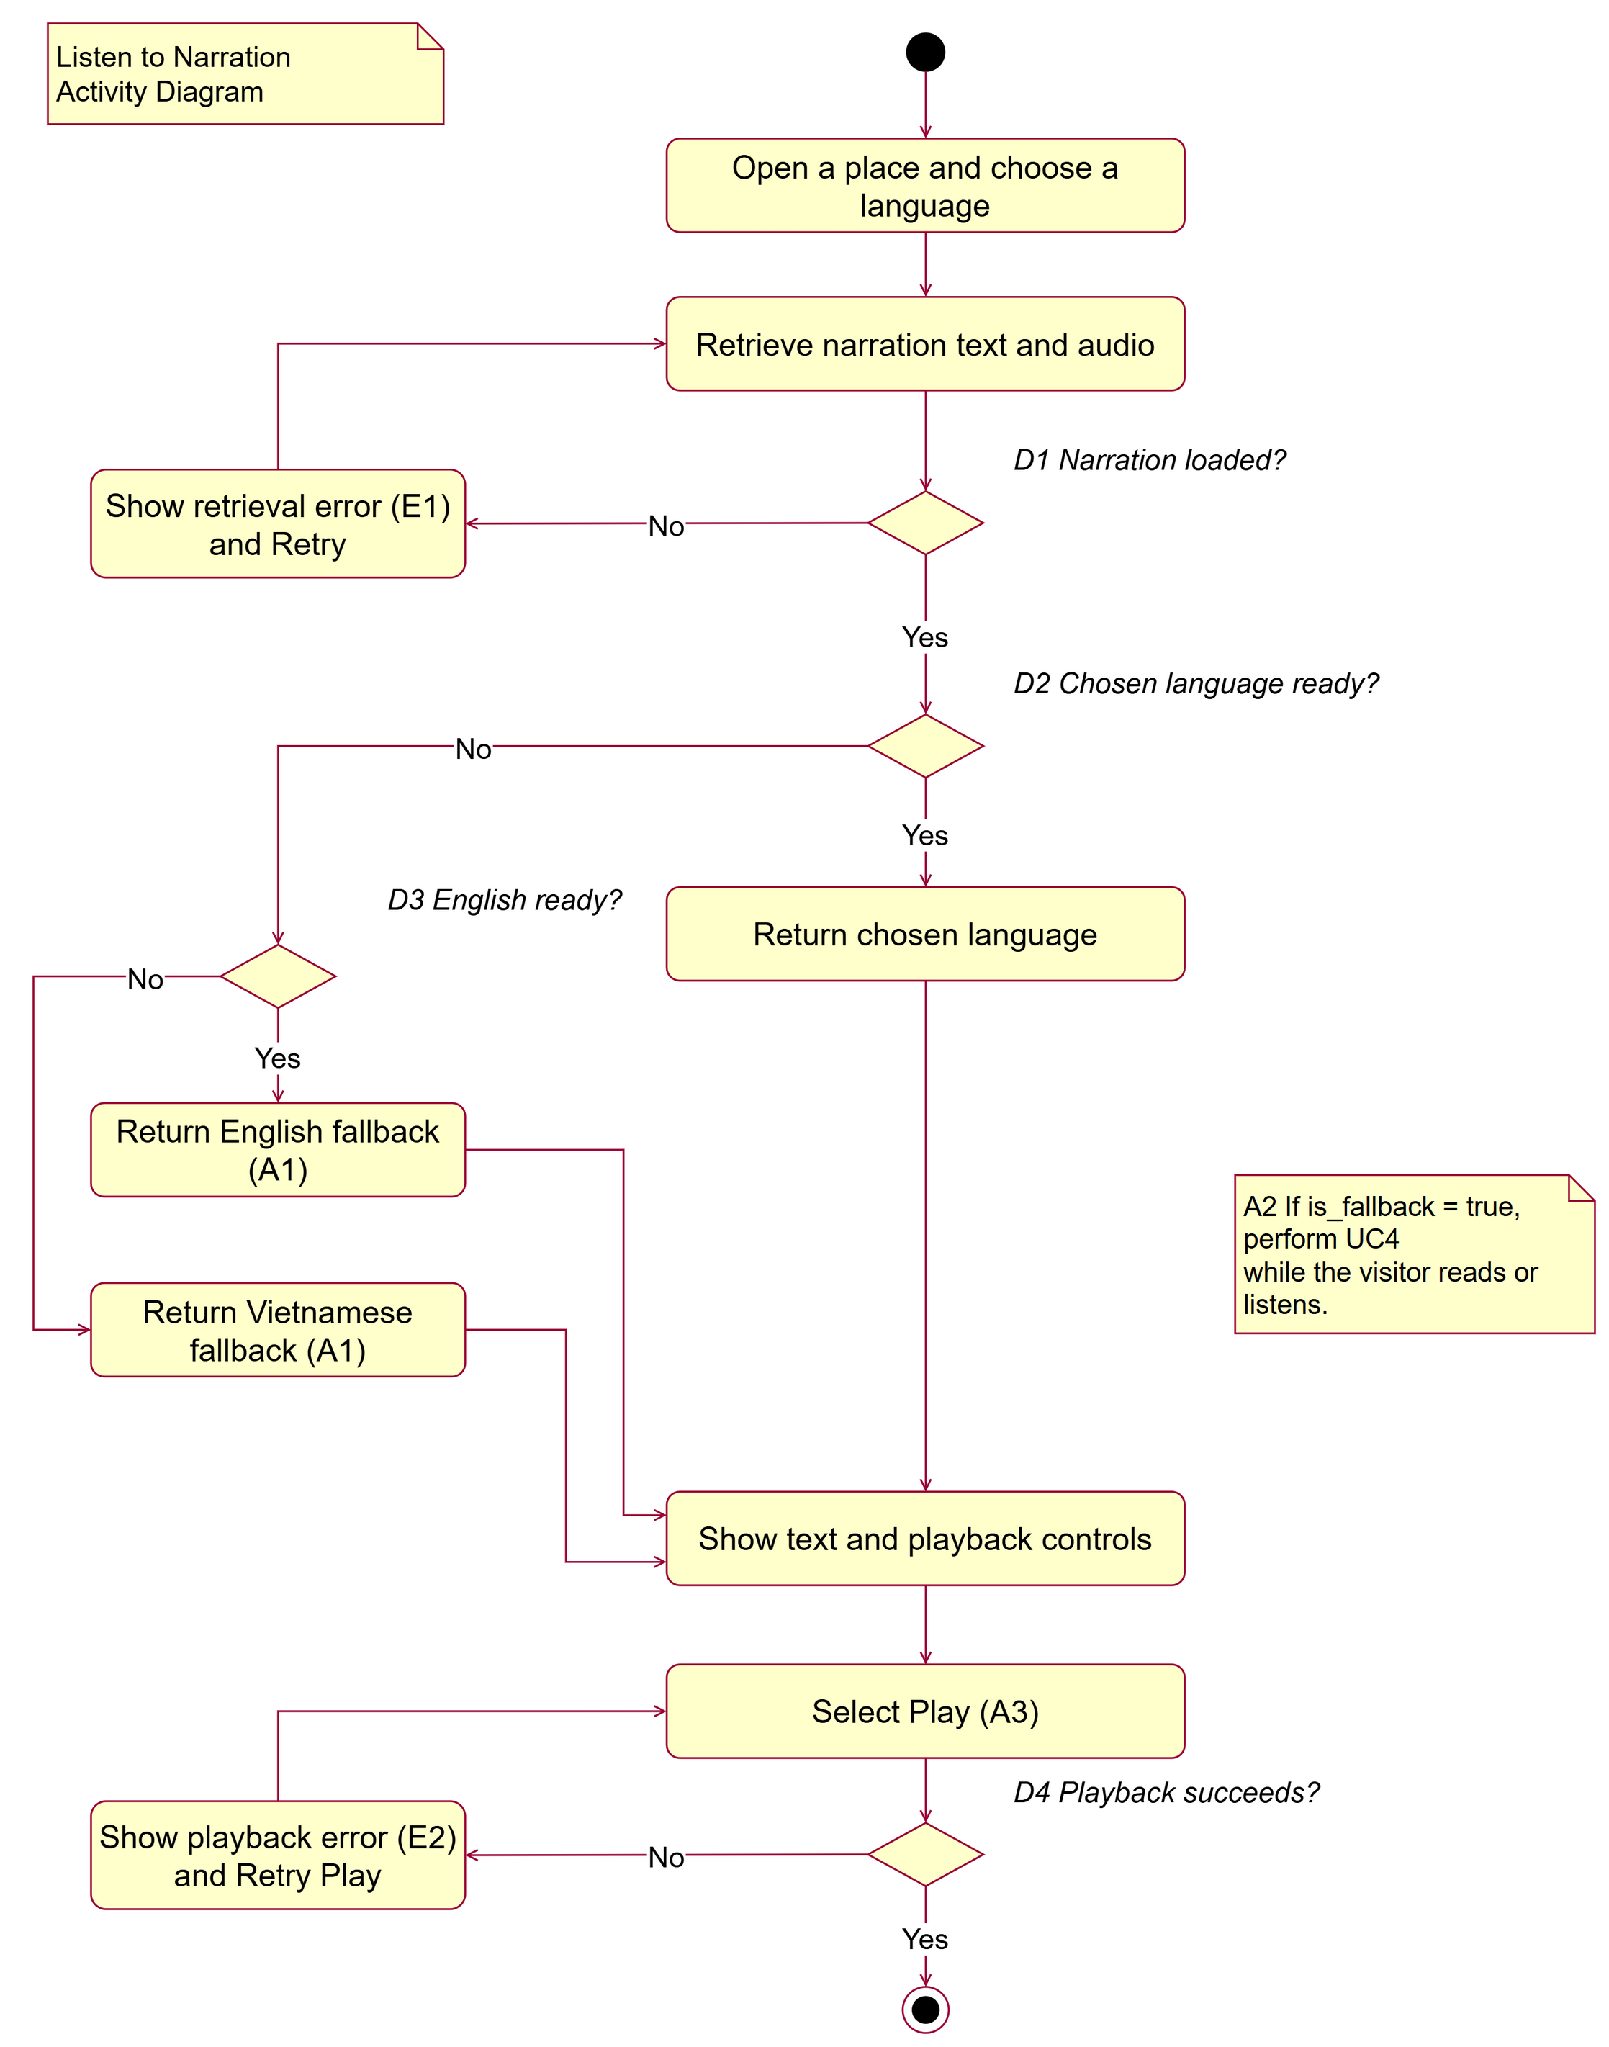 Listen to Narration
Activity Diagram
Open a place and choose a
language
Retrieve narration text and audio
D1 Narration loaded?
Show retrieval error (E1)
and Retry
No
Yes
D2 Chosen language ready?
No
Yes
D3 English ready?
Return chosen language
No
Yes
Return English fallback
(A1)
A2 If is_fallback = true,
perform UC4
while the visitor reads or
listens.
Return Vietnamese
fallback (A1)
Show text and playback controls
Select Play (A3)
D4 Playback succeeds?
Show playback error (E2)
and Retry Play
No
Yes